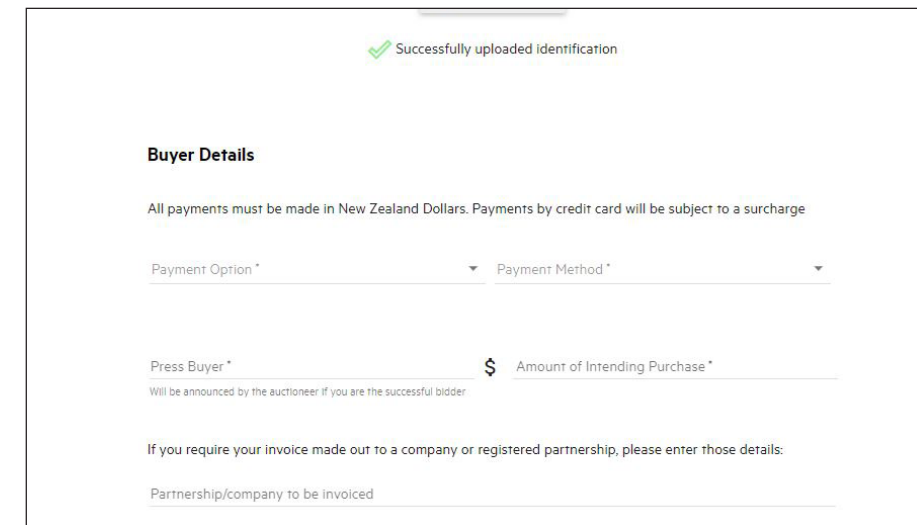 Successfully uploaded identification
Buyer Details
All payments must be made in New Zealand Dollars. Payments by credit card will be subject to a surcharge
Payment Option * Payment Method *
Press Buyer * $ Amount of Intending Purchase *
Will be announced by the auctioneer if you are the successful bidder
If you require your invoice made out to a company or registered partnership, please enter those details:
Partnership/company to be invoiced